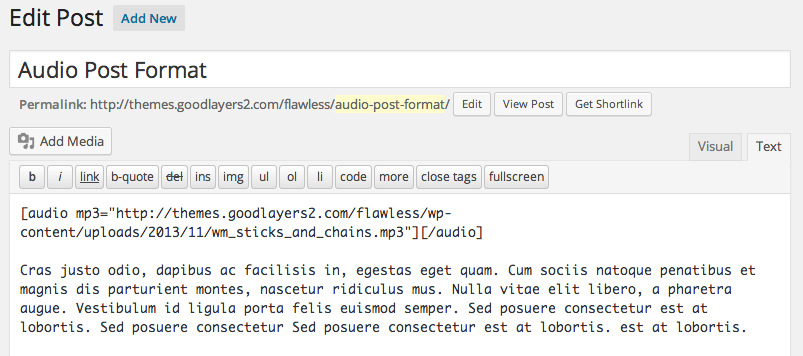 Edit Post Add New
Audio Post Format
Permalink: http://themes.goodlayers2.com/flawless/audio-post-format/ Edit View Post Get Shortlink
Add Media Visual Text
b i link b-quote del ins img ul ol li code more close tags fullscreen
[audio mp3="http://themes.goodlayers2.com/flawless/wp-
content/uploads/2013/11/wm_sticks_and_chains.mp3"][/audio]
Cras justo odio, dapibus ac facilisis in, egestas eget quam. Cum sociis natoque penatibus et
magnis dis parturient montes, nascetur ridiculus mus. Nulla vitae elit libero, a pharetra
augue. Vestibulum id ligula porta felis euismod semper. Sed posuere consectetur est at
lobortis. Sed posuere consectetur Sed posuere consectetur est at lobortis. est at lobortis.